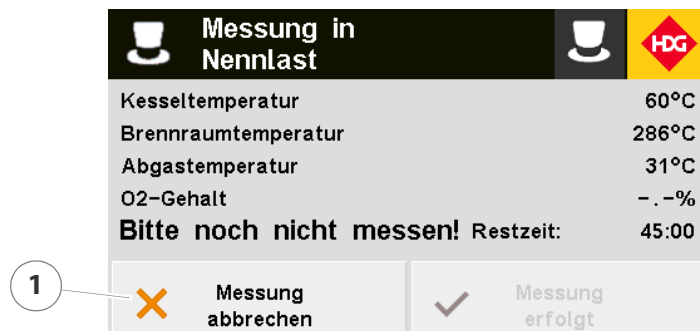 Messung in
Nennlast
HDG
Kesseltemperatur 60°C
Brennraumtemperatur 286°C
Abgastemperatur 31°C
O2-Gehalt -.-%
Bitte noch nicht messen! Restzeit: 45:00
1
Messung
abbrechen
Messung
erfolgt